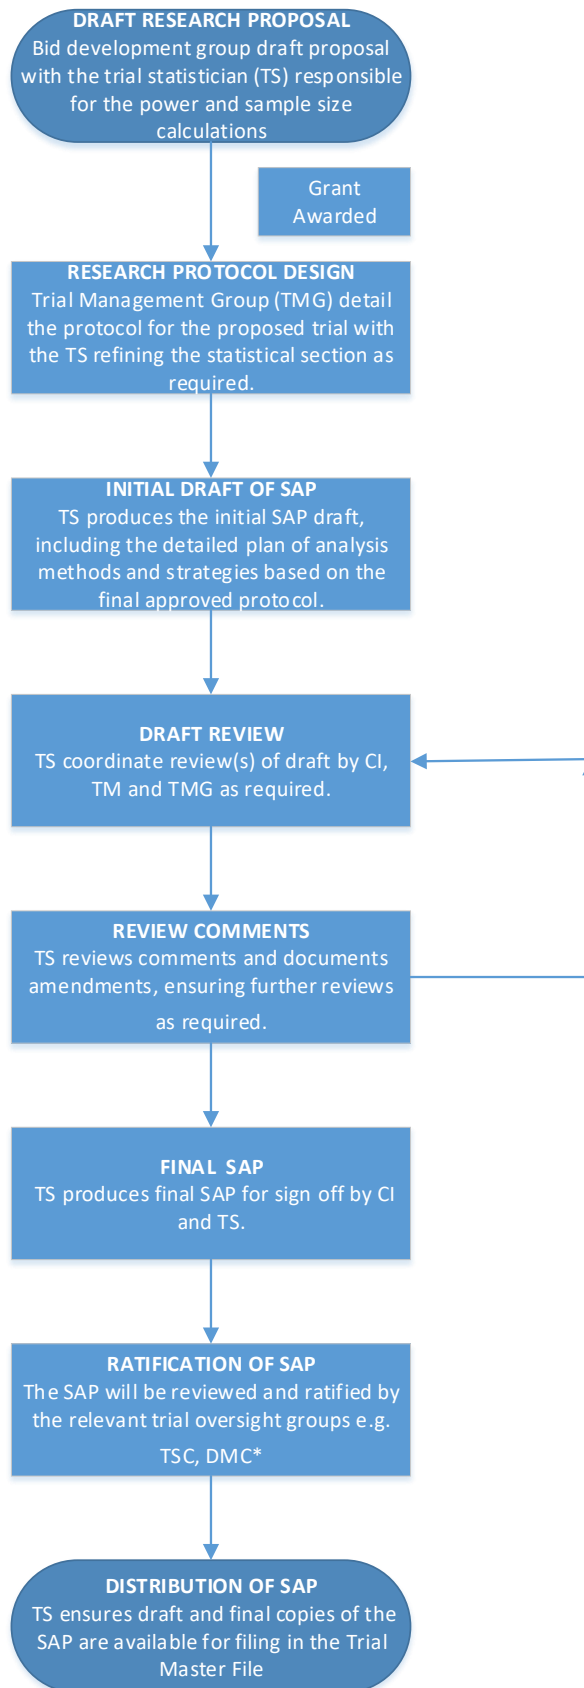 DRAFT RESEARCH PROPOSAL
Bid development group draft proposal
with the trial statistician (TS) responsible
for the power and sample size
calculations
Grant
Awarded
RESEARCH PROTOCOL DESIGN
Trial Management Group (TMG) detail
the protocol for the proposed trial with
the TS refining the statistical section as
required.
INITIAL DRAFT OF SAP
TS produces the initial SAP draft,
including the detailed plan of analysis
methods and strategies based on the
final approved protocol.
DRAFT REVIEW
TS coordinate review(s) of draft by CI,
TM and TMG as required.
REVIEW COMMENTS
TS reviews comments and documents
amendments, ensuring further reviews
as required.
FINAL SAP
TS produces final SAP for sign off by CI
and TS.
RATIFICATION OF SAP
The SAP will be reviewed and ratified by
the relevant trial oversight groups e.g.
TSC, DMC*
DISTRIBUTION OF SAP
TS ensures draft and final copies of the
SAP are available for filing in the Trial
Master File